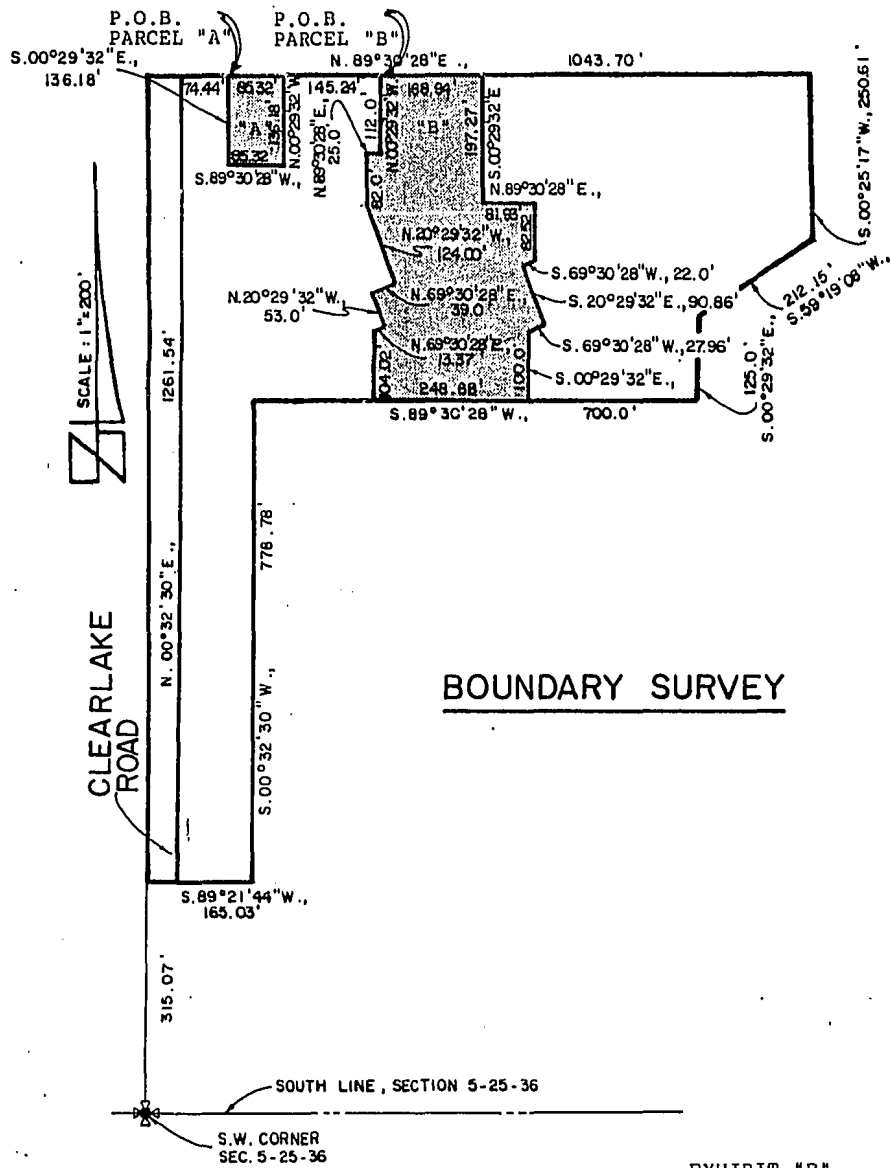 P.O.B.
PARCEL "A"
P.O.B.
PARCEL "B"
S.00°29'32"E.,
136.18'
N.89°30'28"E.,
1043.70'
74.44'
85.32'
145.24'
168.94'
"A"
136.18'
85.32'
N.00°29'32"W.
S.89°30'28"W.,
N.89°30'28"E.,
25.0'
112.0'
N.00°29'32"W.
"B"
197.27'
S.00°29'32"E
S.00°25'17"W., 250.61'
82.0'
N.89°30'28"E.,
81.93'
82.52'
N.20°29'32"W.,
124.00'
S.69°30'28"W., 22.0'
N.20°29'32"W.,
53.0'
N.69°30'28"E.,
39.0'
S.20°29'32"E., 90.86'
212.15'
S.59°19'08"W.,
N.69°30'28"E.,
13.37'
S.69°30'28"W., 27.96'
104.02'
248.68'
100.0'
S.00°29'32"E.,
125.0'
S.00°29'32"E.,
S.89°30'28"W.,
700.0'
SCALE : 1"=200'
1261.54'
N. 00°32'30"E.,
778.78'
S.00°32'30"W.,
CLEARLAKE
ROAD
BOUNDARY SURVEY
S.89°21'44"W.,
165.03'
315.07'
SOUTH LINE, SECTION 5-25-36
S.W. CORNER
SEC. 5-25-36